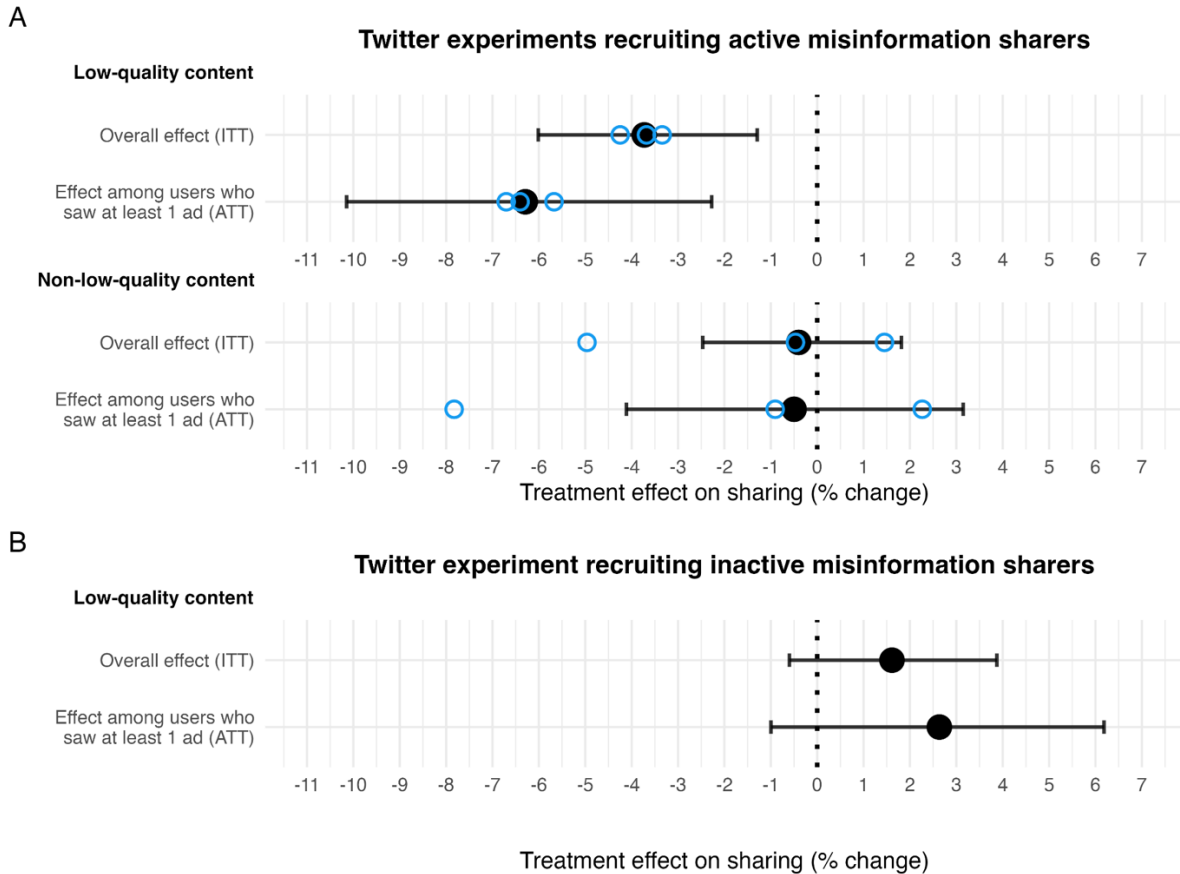 A
Twitter experiments recruiting active misinformation sharers
Low-quality content
Overall effect (ITT)
Effect among users who
saw at least 1 ad (ATT)
-11 -10 -9 -8 -7 -6 -5 -4 -3 -2 -1 0 1 2 3 4 5 6 7
Non-low-quality content
Overall effect (ITT)
Effect among users who
saw at least 1 ad (ATT)
-11 -10 -9 -8 -7 -6 -5 -4 -3 -2 -1 0 1 2 3 4 5 6 7
Treatment effect on sharing (% change)
B
Twitter experiment recruiting inactive misinformation sharers
Low-quality content
Overall effect (ITT)
Effect among users who
saw at least 1 ad (ATT)
-11 -10 -9 -8 -7 -6 -5 -4 -3 -2 -1 0 1 2 3 4 5 6 7
Treatment effect on sharing (% change)